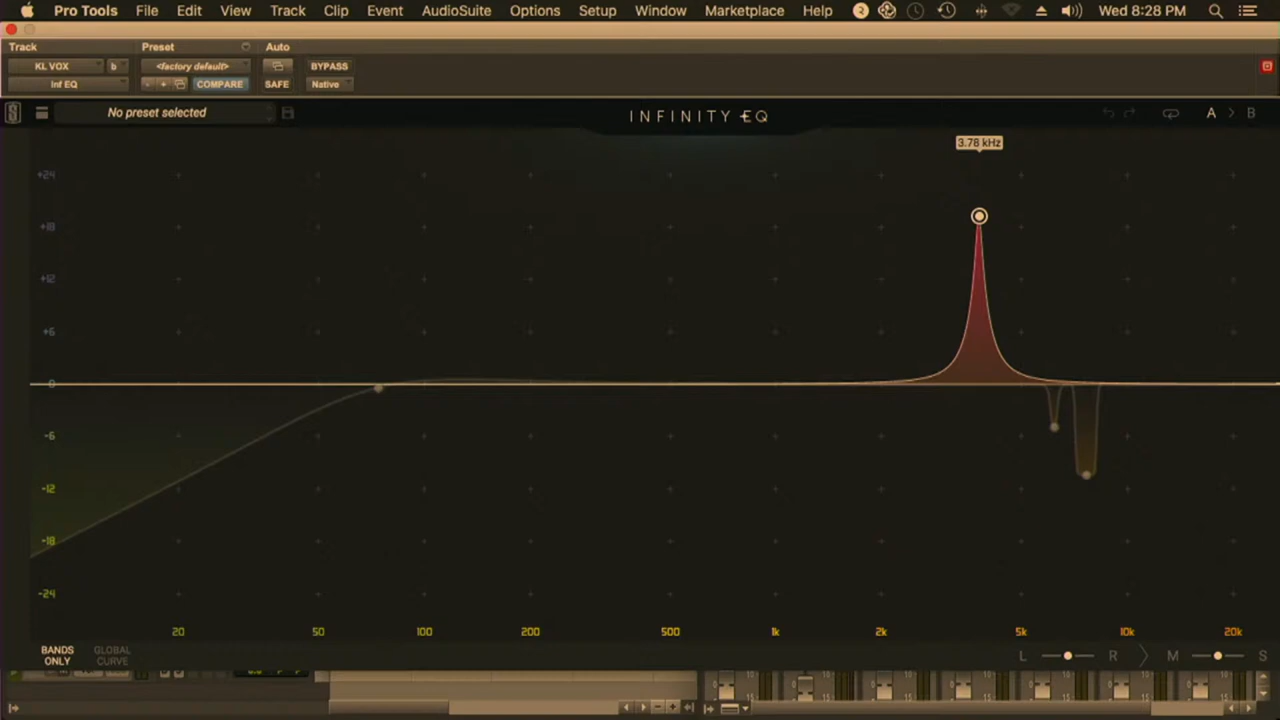 Pro Tools File Edit View Track Clip Event AudioSuite Options Setup Window Marketplace Help Wed 8:28 PM
Track Preset Auto
KL VOX b <factory default> BYPASS
Inf EQ - + COMPARE SAFE Native
No preset selected INFINITY EQ A > B
3.78 kHz
+24
+18
+12
+6
0
-6
-12
-18
-24
20 50 100 200 500 1k 2k 5k 10k 20k
BANDS ONLY GLOBAL CURVE L R M S